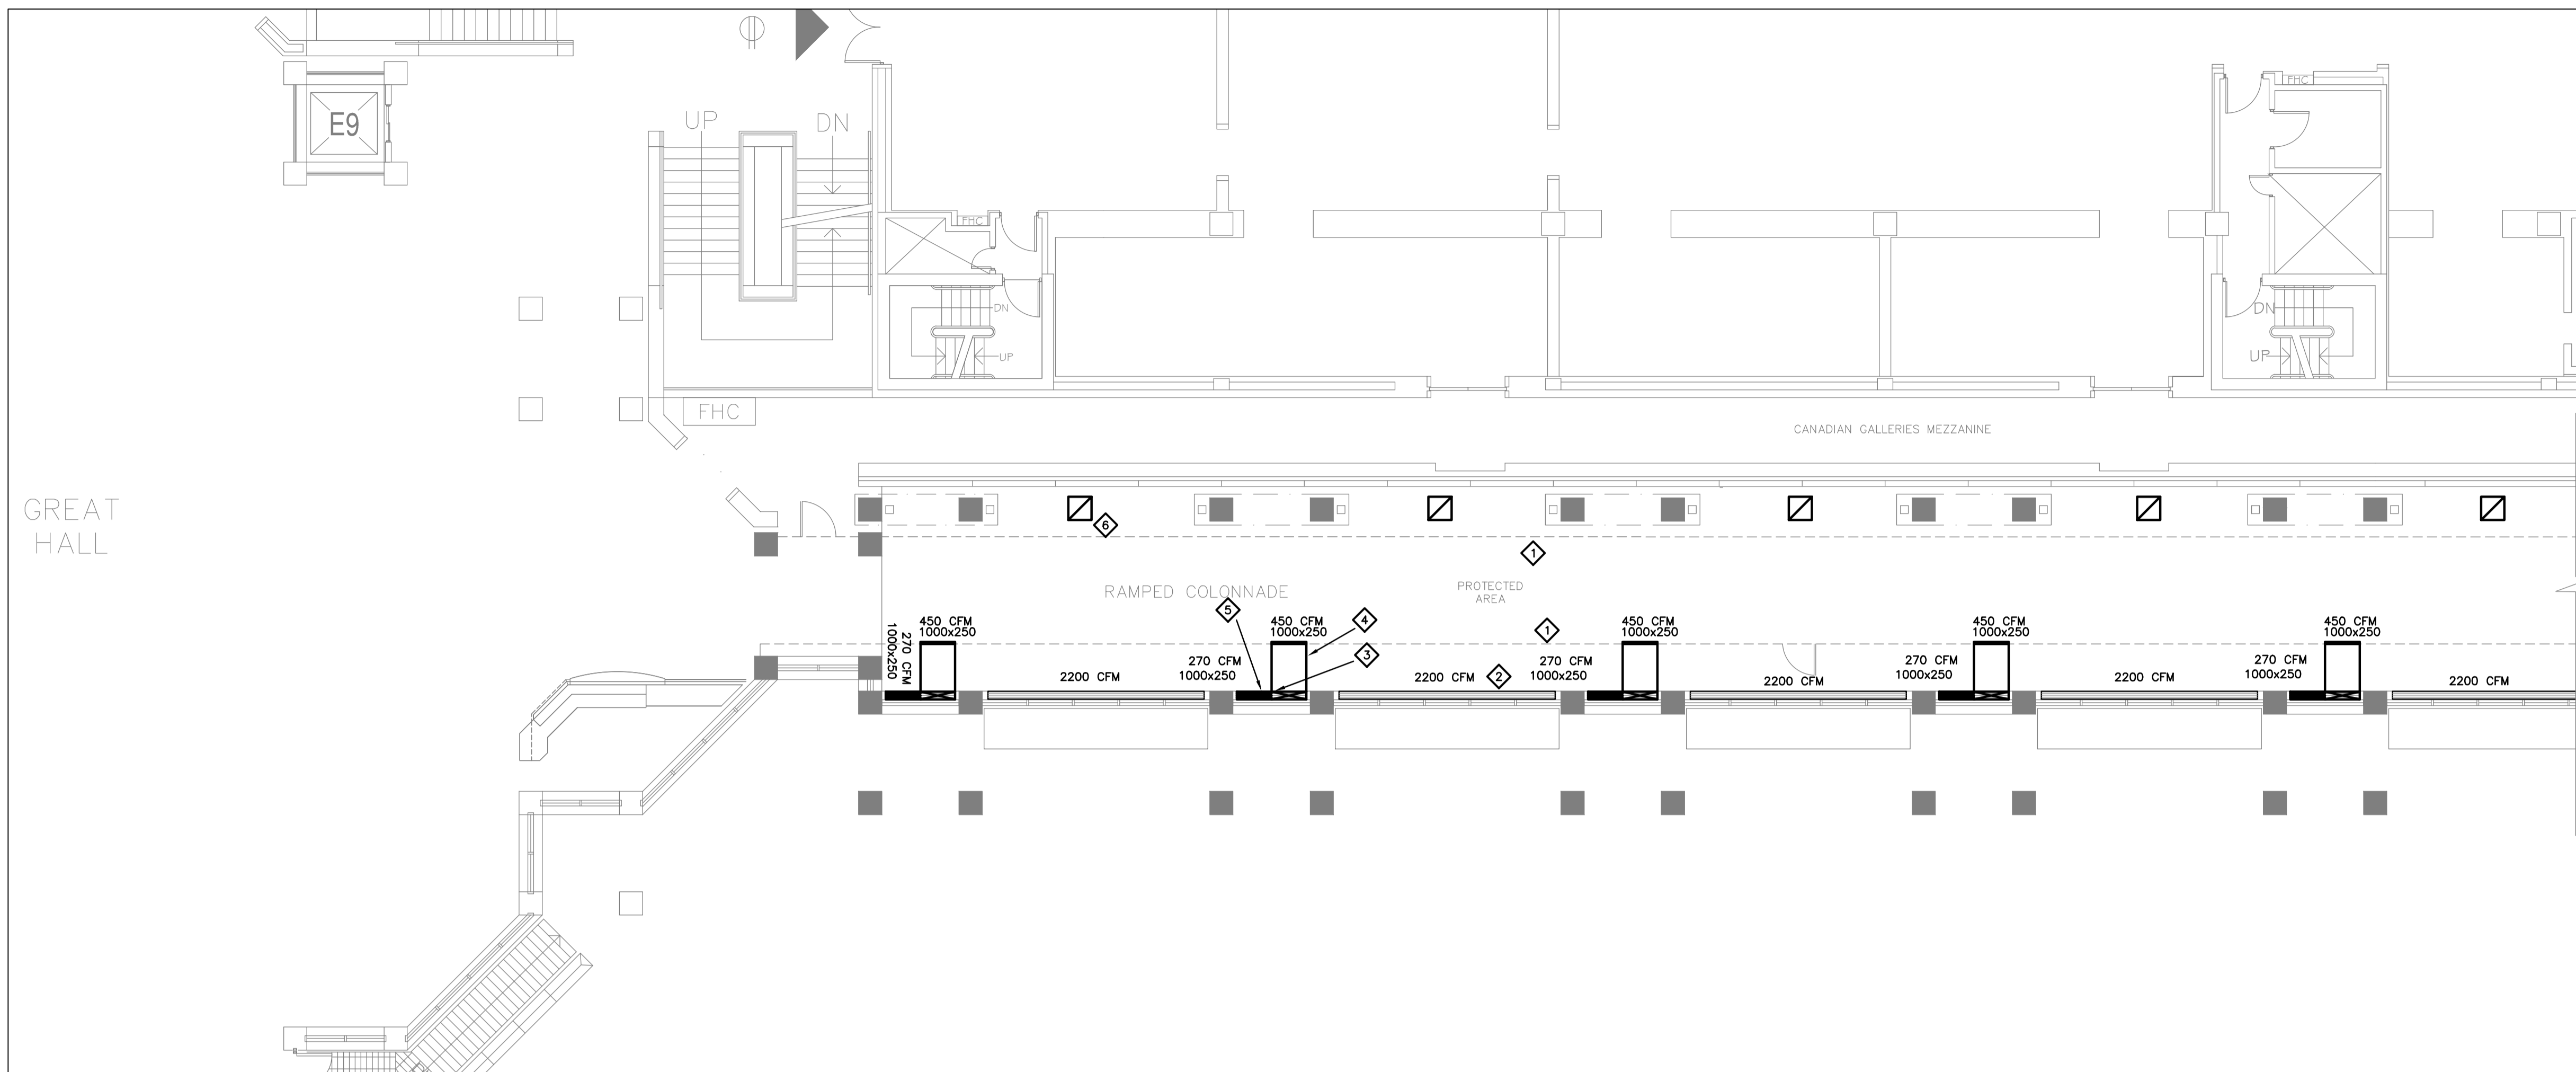 FHC
E9
UP
DN
FHC
DN
UP
DN
UP
FHC
CANADIAN GALLERIES MEZZANINE
GREAT
HALL
6
1
RAMPED COLONNADE
PROTECTED
AREA
5
4
1
3
2
450 CFM
1000x250
450 CFM
1000x250
450 CFM
1000x250
450 CFM
1000x250
450 CFM
1000x250
270 CFM
1000x250
270 CFM
1000x250
270 CFM
1000x250
270 CFM
1000x250
270 CFM
1000x250
2200 CFM
2200 CFM
2200 CFM
2200 CFM
2200 CFM